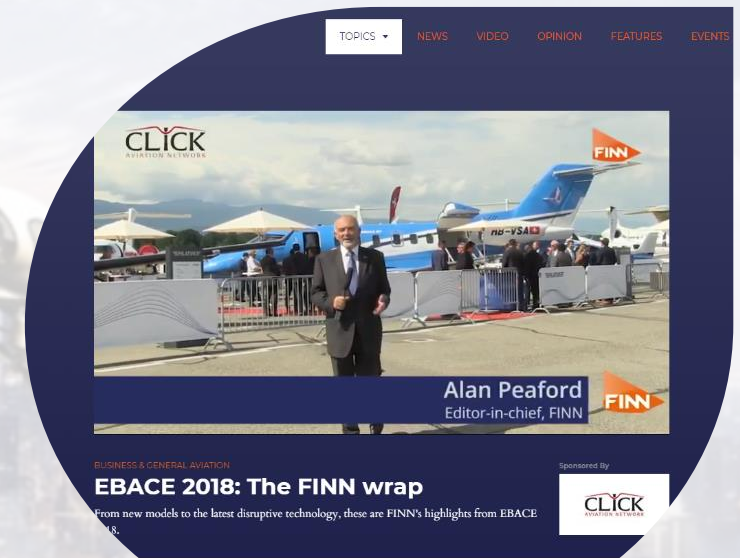 TOPICS
NEWS
VIDEO
OPINION
FEATURES
EVENTS
CLICK
AVIATION NETWORK
FINN
HB-VSA
Alan Peaford
Editor-in-chief, FINN
FINN
BUSINESS & GENERAL AVIATION
EBACE 2018: The FINN wrap
Sponsored By
From new models to the latest disruptive technology, these are FINN's highlights from EBACE
18.
CLICK
AVIATION NETWORK